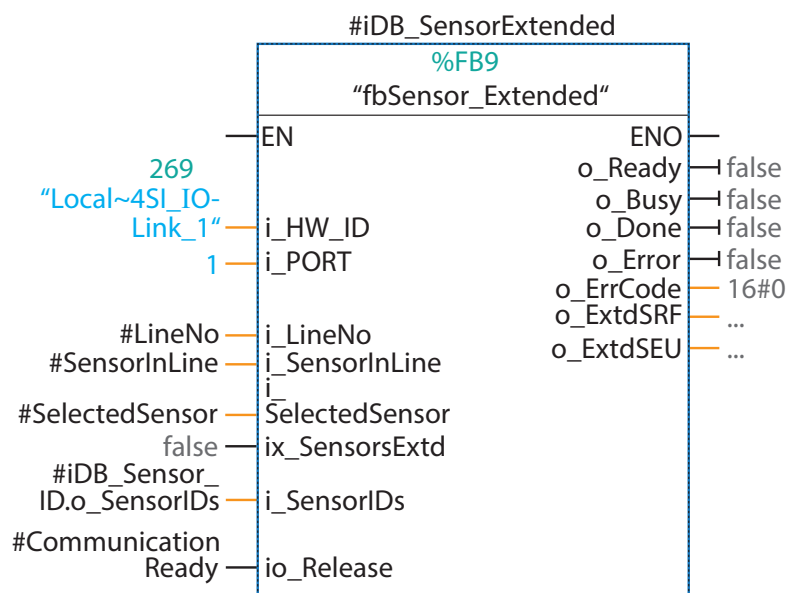 #iDB_SensorExtended
%FB9
“fbSensor_Extended“
EN ENO
269 o_Ready false
“Local~4SI_IO- o_Busy false
Link_1“ i_HW_ID o_Done false
1 i_PORT o_Error false
o_ErrCode 16#0
o_ExtdSRF ...
#LineNo i_LineNo
o_ExtdSEU ...
#SensorInLine i_SensorInLine
i_
#SelectedSensor SelectedSensor
false ix_SensorsExtd
#iDB_Sensor_
ID.o_SensorIDs i_SensorIDs
#Communication
Ready io_Release